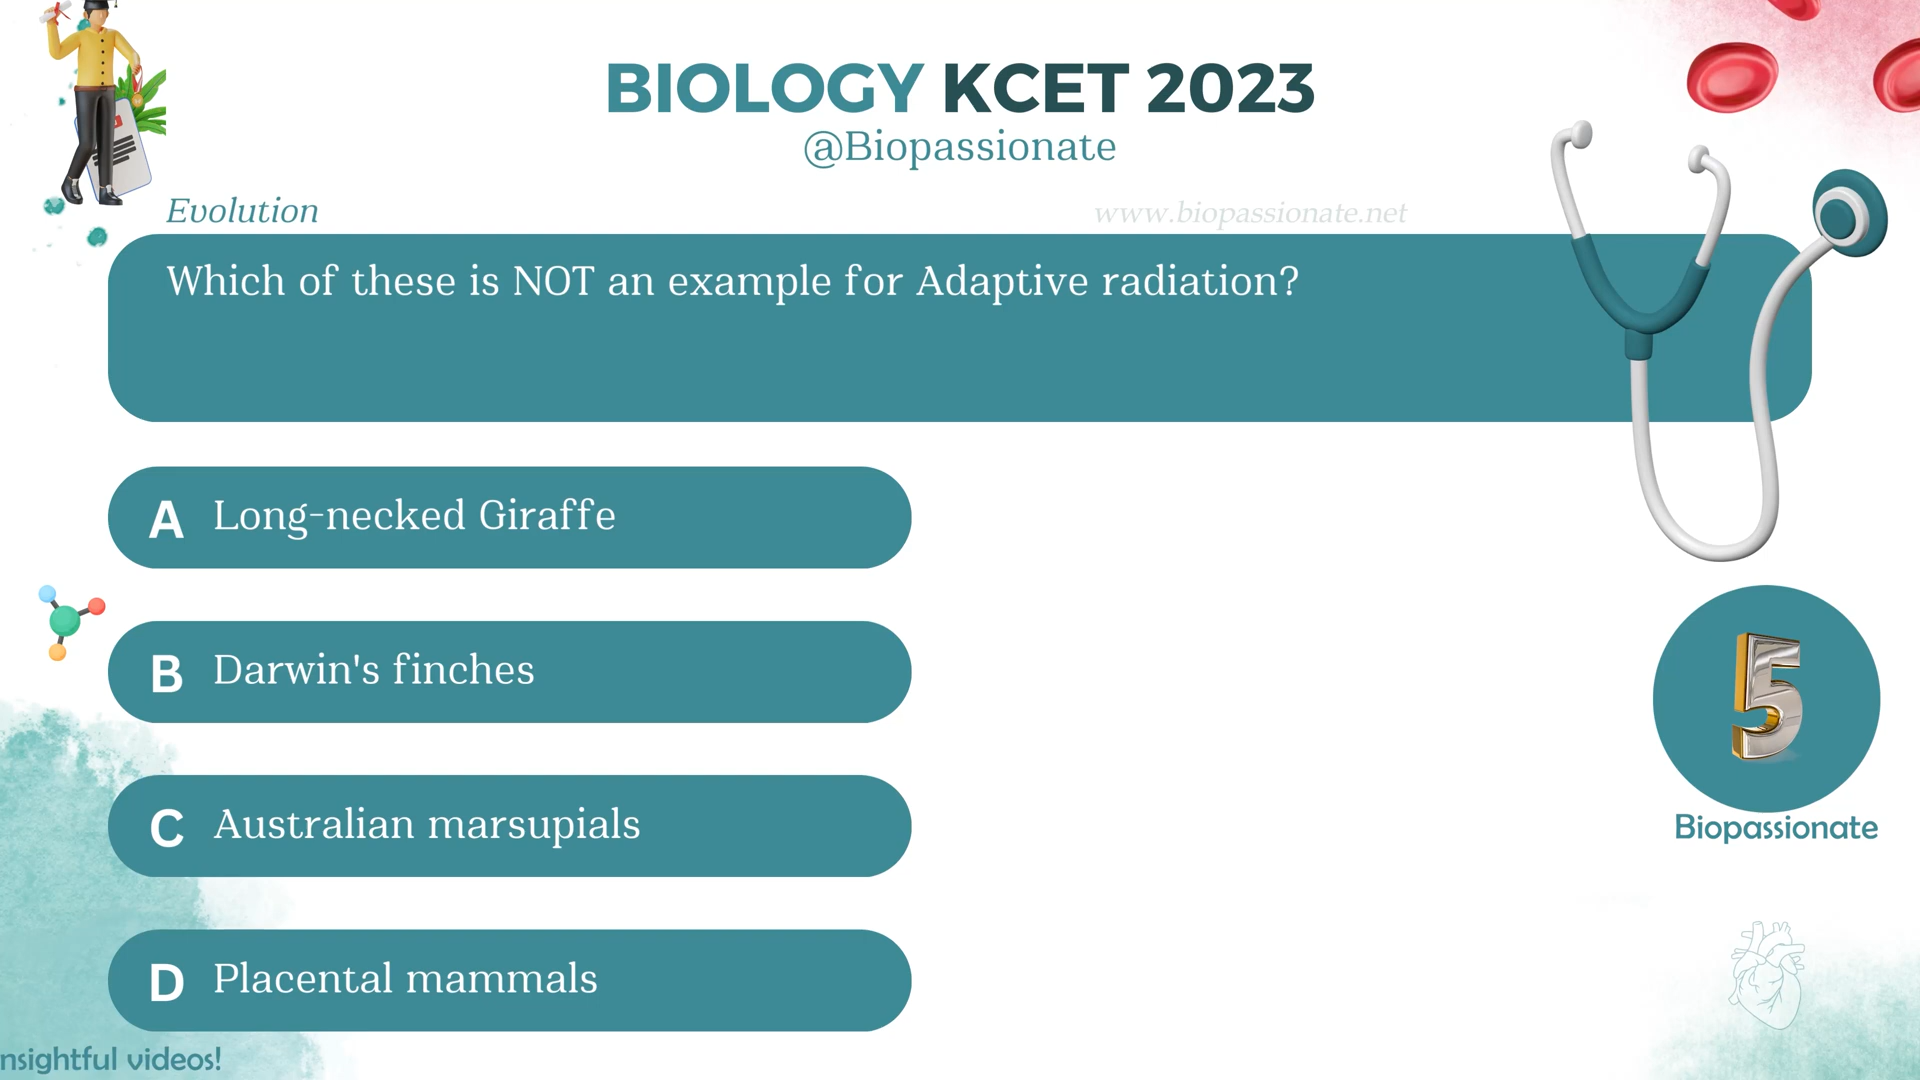 BIOLOGY KCET 2023
@Biopassionate
Evolution
www.biopassionate.net
Which of these is NOT an example for Adaptive radiation?
A Long-necked Giraffe
B Darwin's finches
C Australian marsupials
D Placental mammals
5
Biopassionate
nsightful videos!